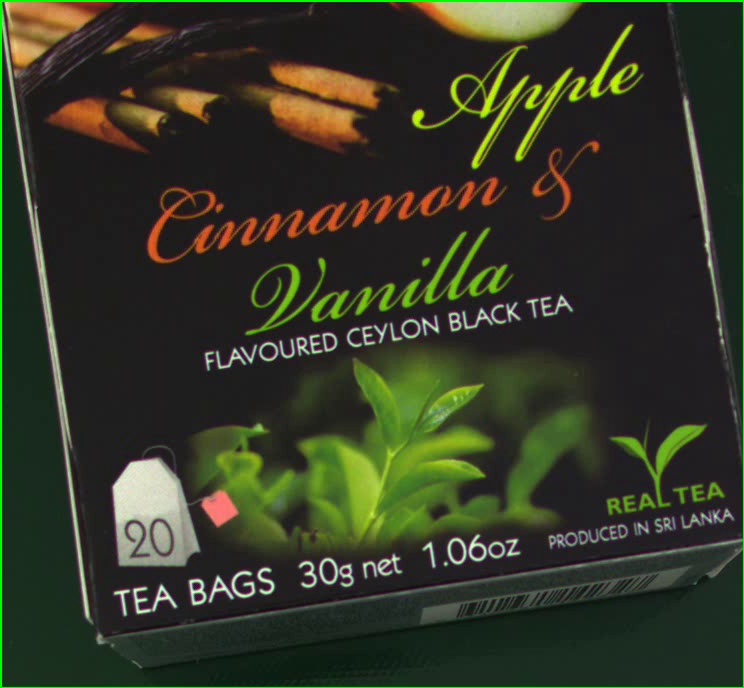 Apple
Cinnamon &
Vanilla
FLAVOURED CEYLON BLACK TEA
20
TEA BAGS 30g net 1.06oz
REAL TEA
PRODUCED IN SRI LANKA